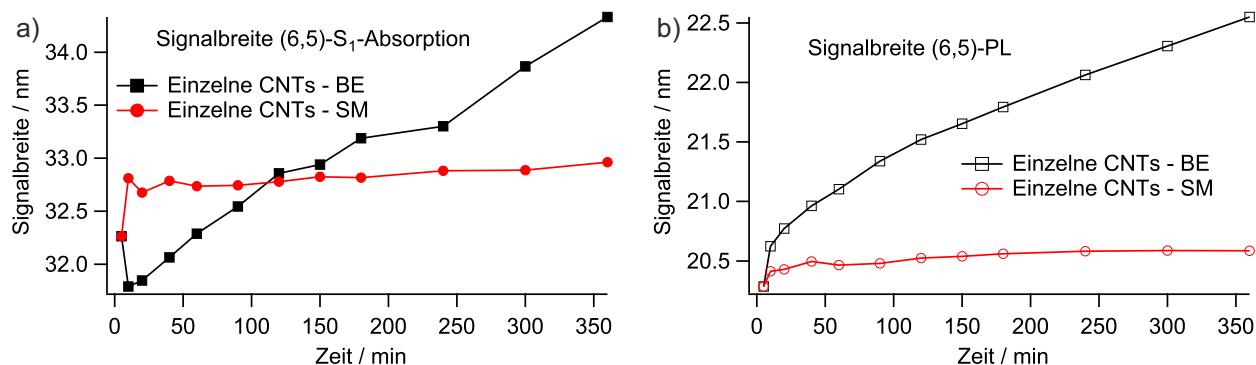 a)
Signalbreite (6,5)-S₁-Absorption
Einzelne CNTs - BE
Einzelne CNTs - SM
Signalbreite / nm
34.0
33.5
33.0
32.5
32.0
0 50 100 150 200 250 300 350
Zeit / min
b)
Signalbreite (6,5)-PL
Einzelne CNTs - BE
Einzelne CNTs - SM
Signalbreite / nm
22.5
22.0
21.5
21.0
20.5
0 50 100 150 200 250 300 350
Zeit / min